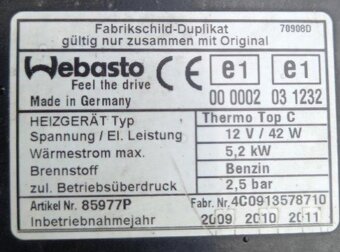 Fabrikschild-Duplikat 70908D
gültig nur zusammen mit Original
Webasto CE e1 e1
Feel the drive
Made in Germany 00 0002 03 1232
HEIZGERÄT Typ Thermo Top C
Spannung / El. Leistung 12 V / 42 W
Wärmestrom max. 5,2 kW
Brennstoff Benzin
zul. Betriebsüberdruck 2,5 bar
Artikel Nr. 85977P Fabr. Nr. 4C0913578710
Inbetriebnahmejahr 2009 2010 2011